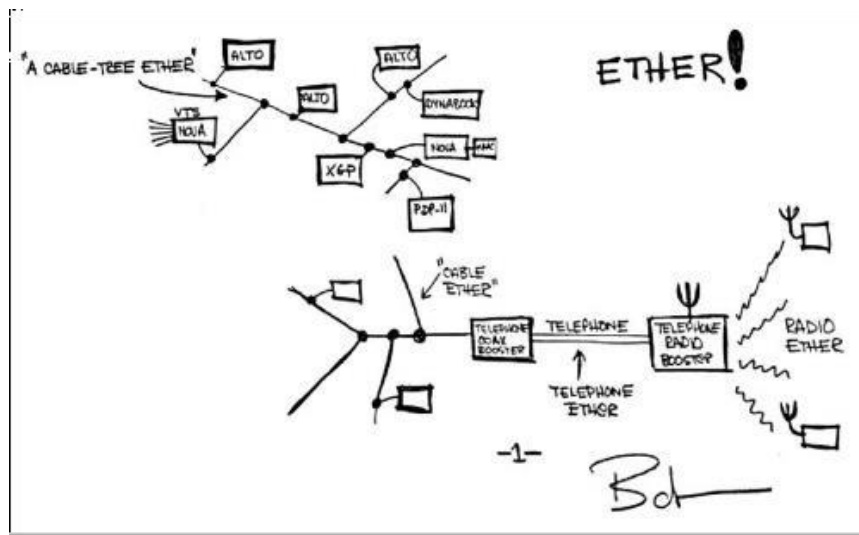 "A CABLE-TREE ETHER"
ALTO
ALTO
ETHER!
ALTO
DYNABOOK
VTS
NOVA
XGP
NOVA
PDP-11
"CABLE
ETHER"
TELEPHONE
COAX
BOOSTER
TELEPHONE
TELEPHONE
RADIO
BOOSTER
RADIO
ETHER
TELEPHONE
ETHER
-1-